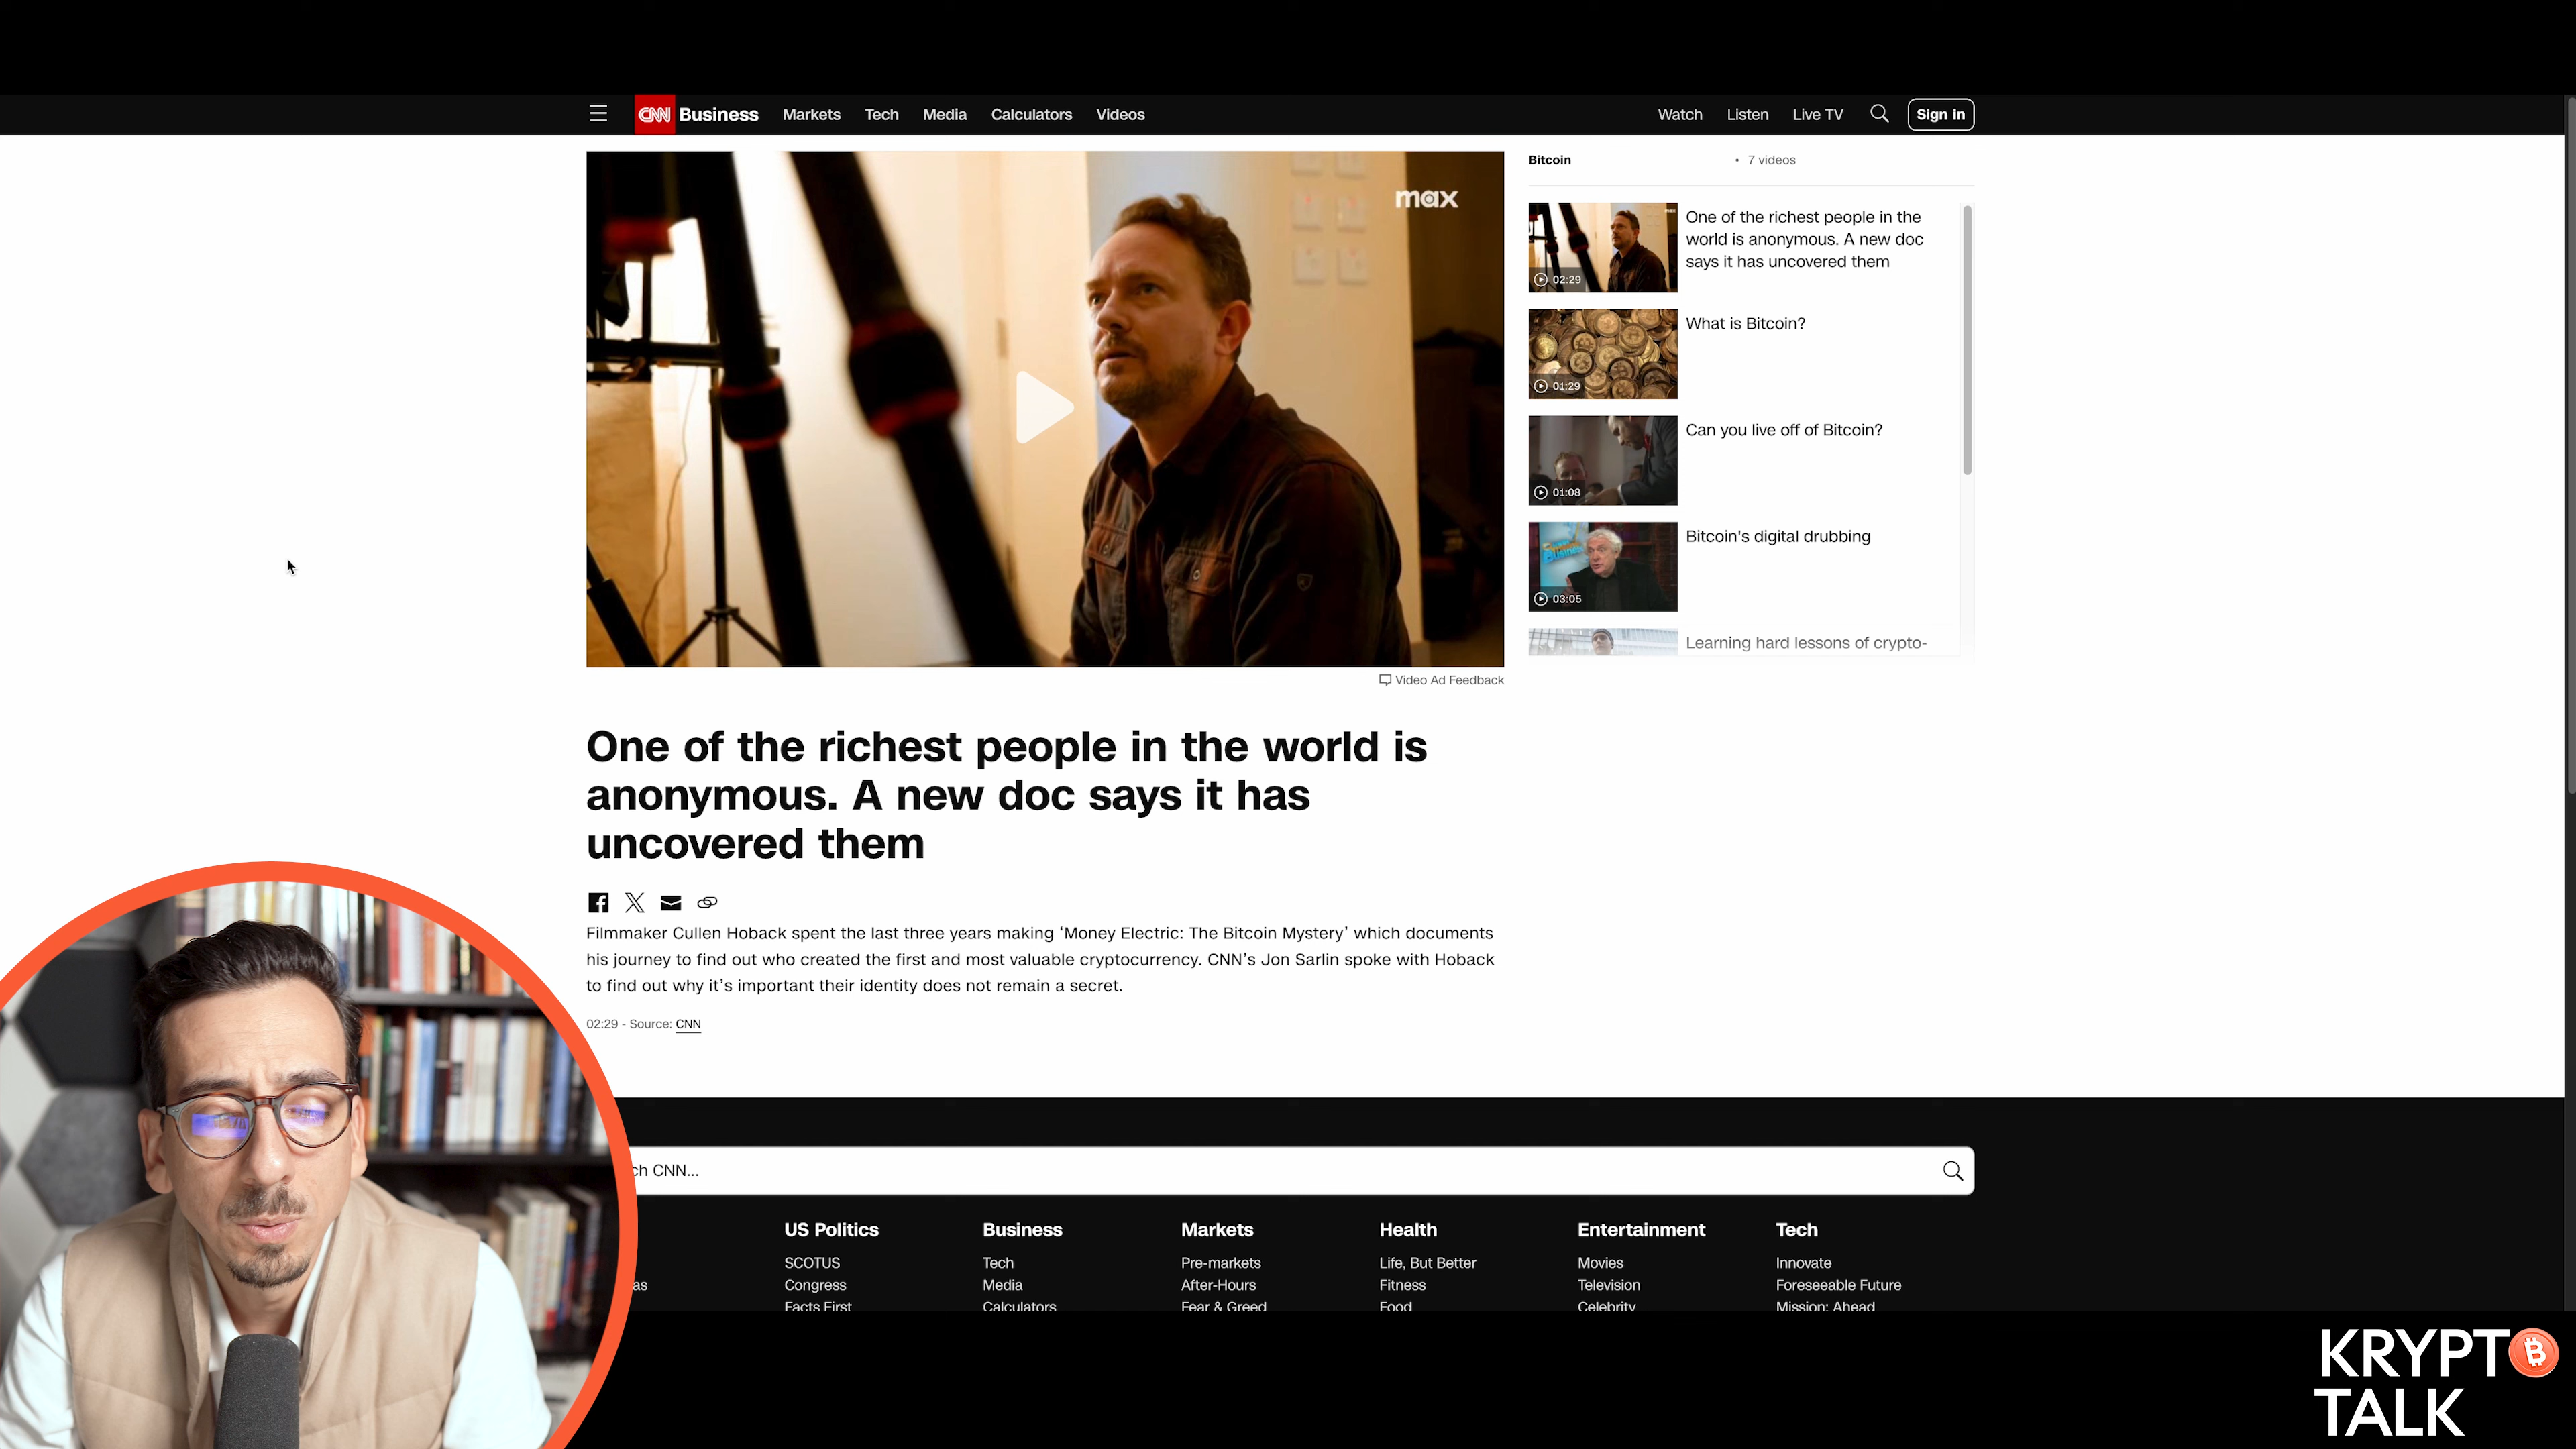 CNN Business Markets Tech Media Calculators Videos Watch Listen Live TV Sign in
max
Bitcoin • 7 videos
One of the richest people in the
world is anonymous. A new doc
says it has uncovered them
02:29
What is Bitcoin?
01:29
Can you live off of Bitcoin?
01:08
Bitcoin's digital drubbing
03:05
Learning hard lessons of crypto-
Video Ad Feedback
One of the richest people in the world is
anonymous. A new doc says it has
uncovered them
Filmmaker Cullen Hoback spent the last three years making ‘Money Electric: The Bitcoin Mystery’ which documents
his journey to find out who created the first and most valuable cryptocurrency. CNN’s Jon Sarlin spoke with Hoback
to find out why it’s important their identity does not remain a secret.
02:29 - Source: CNN
ch CNN...
US Politics Business Markets Health Entertainment Tech
SCOTUS Tech Pre-markets Life, But Better Movies Innovate
as Congress Media After-Hours Fitness Television Foreseeable Future
Facts First Calculators Fear & Greed Food Celebrity Mission: Ahead
KRYPTO
TALK